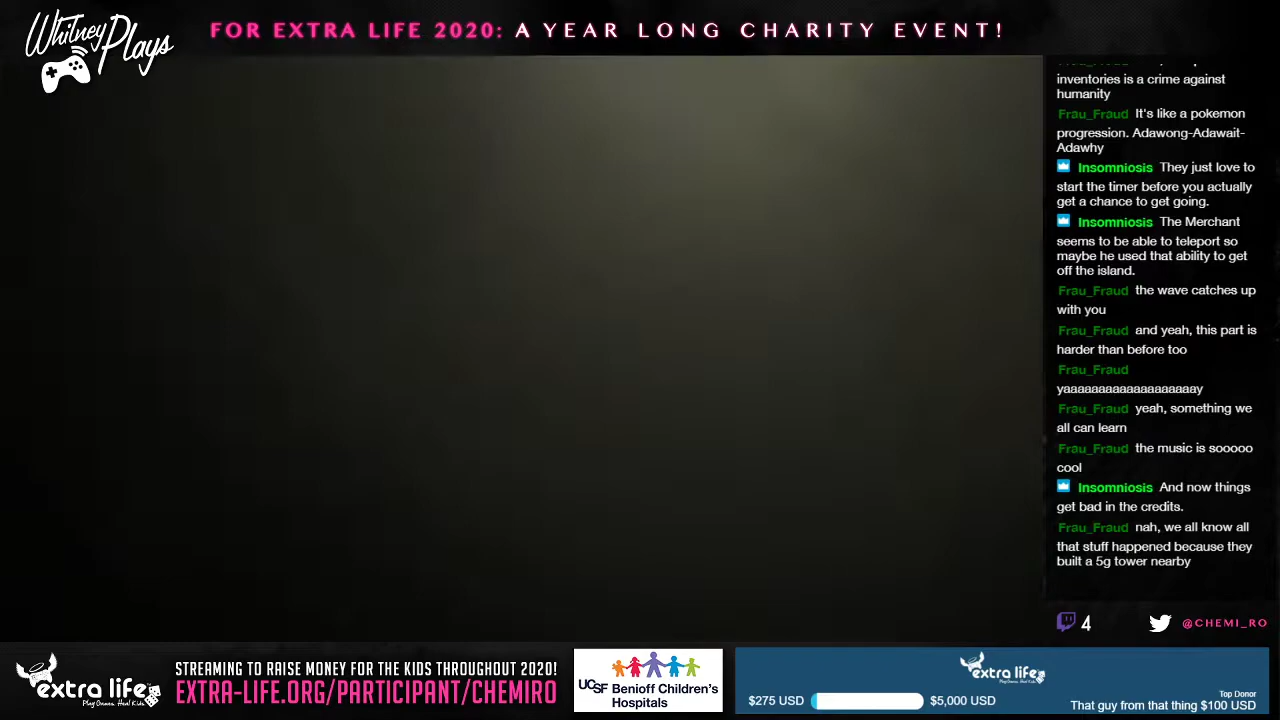 Whitney Plays
FOR EXTRA LIFE 2020: A YEAR LONG CHARITY EVENT!
inventories is a crime against
humanity
Frau_Fraud It's like a pokemon
progression. Adawong-Adawait-
Adawhy
Insomniosis They just love to
start the timer before you actually
get a chance to get going.
Insomniosis The Merchant
seems to be able to teleport so
maybe he used that ability to get
off the island.
Frau_Fraud the wave catches up
with you
Frau_Fraud and yeah, this part is
harder than before too
Frau_Fraud
yaaaaaaaaaaaaaaaaaaay
Frau_Fraud yeah, something we
all can learn
Frau_Fraud the music is sooooo
cool
Insomniosis And now things
get bad in the credits.
Frau_Fraud nah, we all know all
that stuff happened because they
built a 5g tower nearby
4
@CHEMI_RO
extra life
Play Games. Heal Kids.
STREAMING TO RAISE MONEY FOR THE KIDS THROUGHOUT 2020!
EXTRA-LIFE.ORG/PARTICIPANT/CHEMIRO
UCSF Benioff Children's
Hospitals
extra life
$275 USD
$5,000 USD
Top Donor
That guy from that thing $100 USD